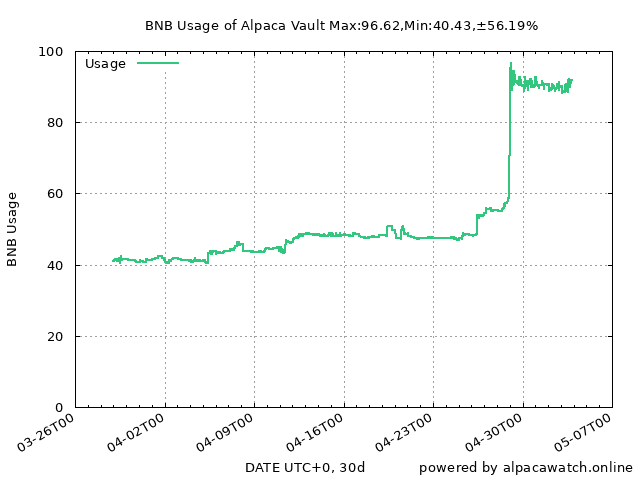 BNB Usage of Alpaca Vault Max:96.62,Min:40.43,±56.19%
Usage
100
80
60
40
20
0
BNB Usage
03-26T00
04-02T00
04-09T00
04-16T00
04-23T00
04-30T00
05-07T00
DATE UTC+0, 30d
powered by alpacawatch.online